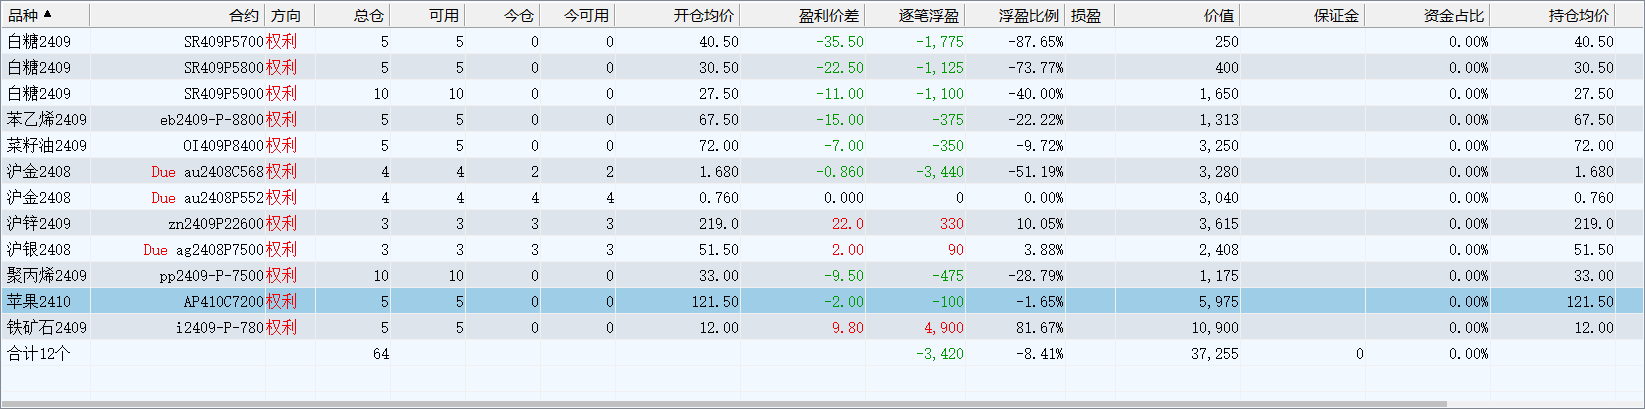 品种 ▲ 合约 方向 总仓 可用 今仓 今可用 开仓均价 盈利价差 逐笔浮盈 浮盈比例 损盈 价值 保证金 资金占比 持仓均价
白糖2409 SR409P5700 权利 5 5 0 0 40.50 -35.50 -1,775 -87.65% 250 0.00% 40.50
白糖2409 SR409P5800 权利 5 5 0 0 30.50 -22.50 -1,125 -73.77% 400 0.00% 30.50
白糖2409 SR409P5900 权利 10 10 0 0 27.50 -11.00 -1,100 -40.00% 1,650 0.00% 27.50
苯乙烯2409 eb2409-P-8800 权利 5 5 0 0 67.50 -15.00 -375 -22.22% 1,313 0.00% 67.50
菜籽油2409 OI409P8400 权利 5 5 0 0 72.00 -7.00 -350 -9.72% 3,250 0.00% 72.00
沪金2408 Due au2408C568 权利 4 4 2 2 1.680 -0.860 -3,440 -51.19% 3,280 0.00% 1.680
沪金2408 Due au2408P552 权利 4 4 4 4 0.760 0.000 0 0.00% 3,040 0.00% 0.760
沪锌2409 zn2409P22600 权利 3 3 3 3 219.0 22.0 330 10.05% 3,615 0.00% 219.0
沪银2408 Due ag2408P7500 权利 3 3 3 3 51.50 2.00 90 3.88% 2,408 0.00% 51.50
聚丙烯2409 pp2409-P-7500 权利 10 10 0 0 33.00 -9.50 -475 -28.79% 1,175 0.00% 33.00
苹果2410 AP410C7200 权利 5 5 0 0 121.50 -2.00 -100 -1.65% 5,975 0.00% 121.50
铁矿石2409 i2409-P-780 权利 5 5 0 0 12.00 9.80 4,900 81.67% 10,900 0.00% 12.00
合计12个 64 -3,420 -8.41% 37,255 0 0.00%